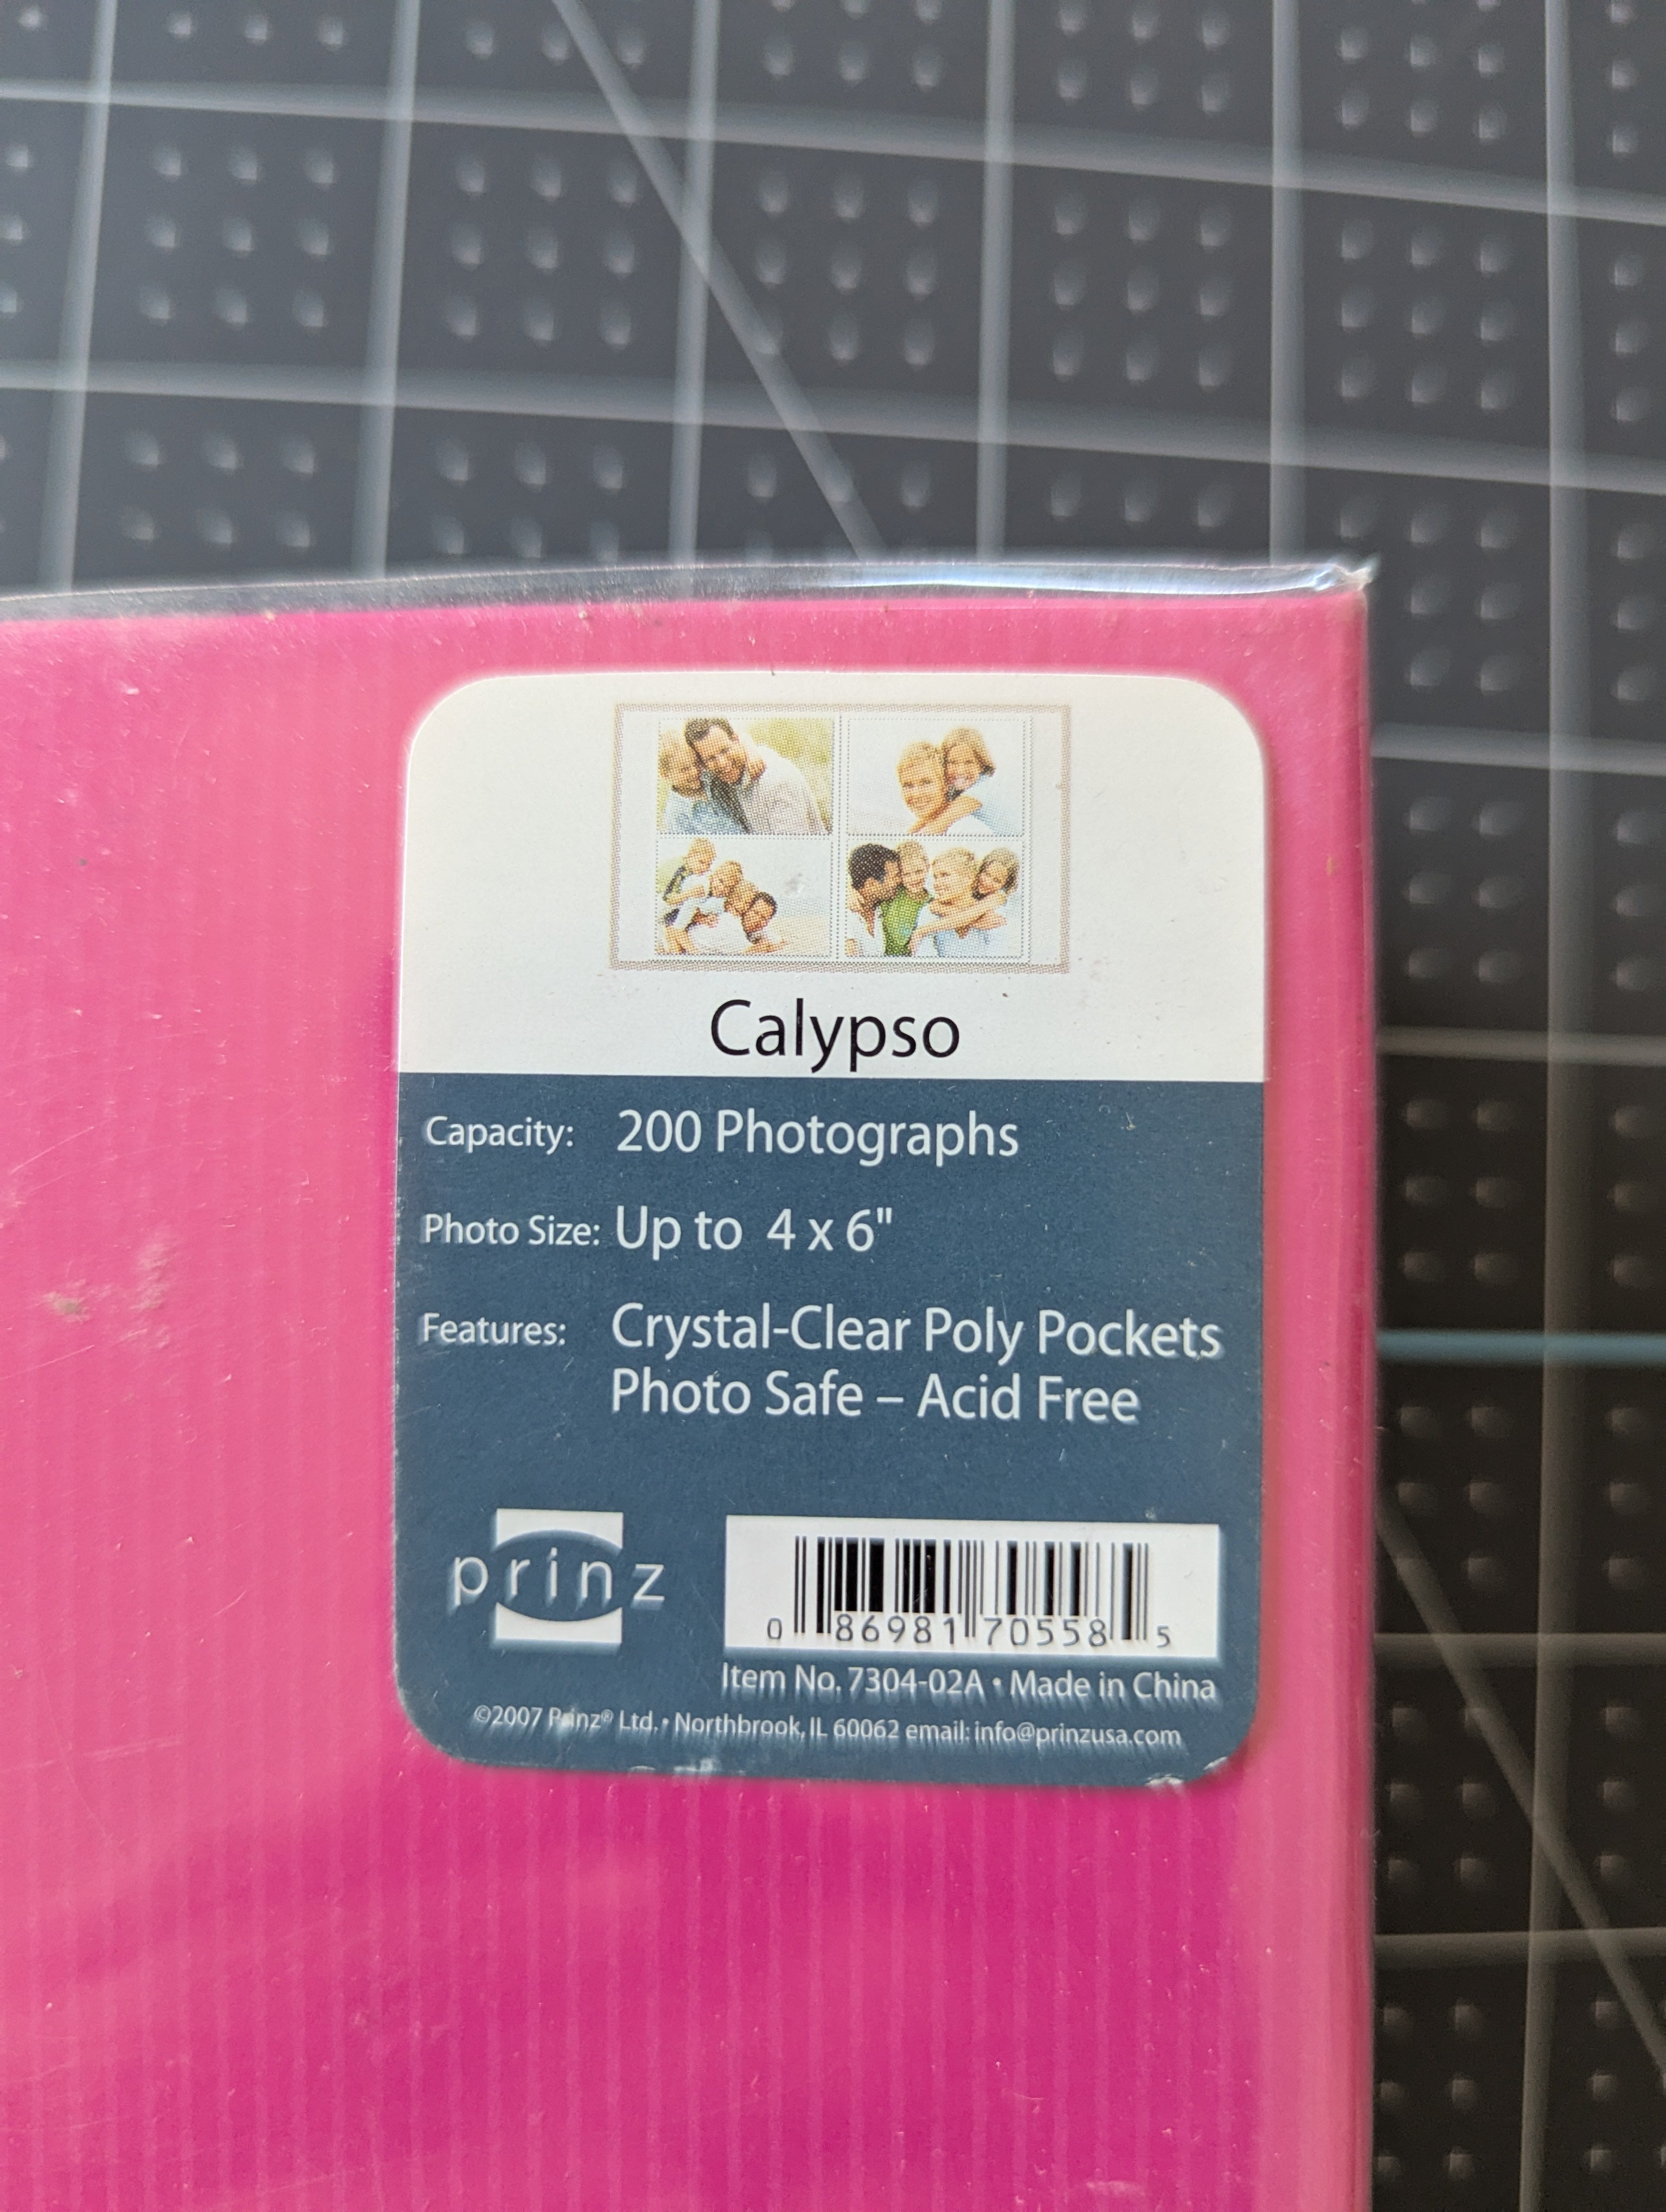 Calypso
Capacity: 200 Photographs
Photo Size: Up to 4 x 6"
Features: Crystal-Clear Poly Pockets
Photo Safe – Acid Free
prinz
0 86981 70558 5
Item No. 7304-02A • Made in China
©2007 Prinz® Ltd. • Northbrook, IL 60062 email: info@prinzusa.com